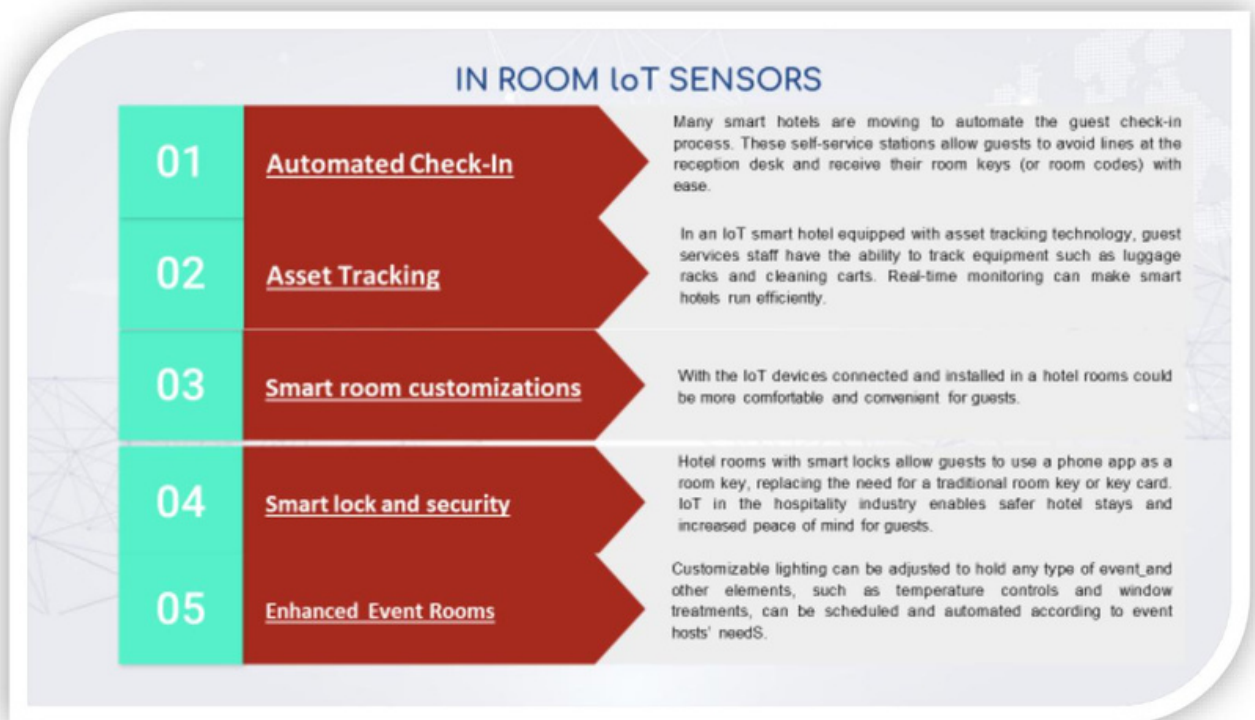 IN ROOM loT SENSORS
01
Automated Check-In
Many smart hotels are moving to automate the guest check-in
process. These self-service stations allow guests to avoid lines at the
reception desk and receive their room keys (or room codes) with
ease.
02
Asset Tracking
In an IoT smart hotel equipped with asset tracking technology, guest
services staff have the ability to track equipment such as luggage
racks and cleaning carts. Real-time monitoring can make smart
hotels run efficiently.
03
Smart room customizations
With the IoT devices connected and installed in a hotel rooms could
be more comfortable and convenient for guests.
04
Smart lock and security
Hotel rooms with smart locks allow guests to use a phone app as a
room key, replacing the need for a traditional room key or key card.
IoT in the hospitality industry enables safer hotel stays and
increased peace of mind for guests.
05
Enhanced Event Rooms
Customizable lighting can be adjusted to hold any type of event and
other elements, such as temperature controls and window
treatments, can be scheduled and automated according to event
hosts' needS.